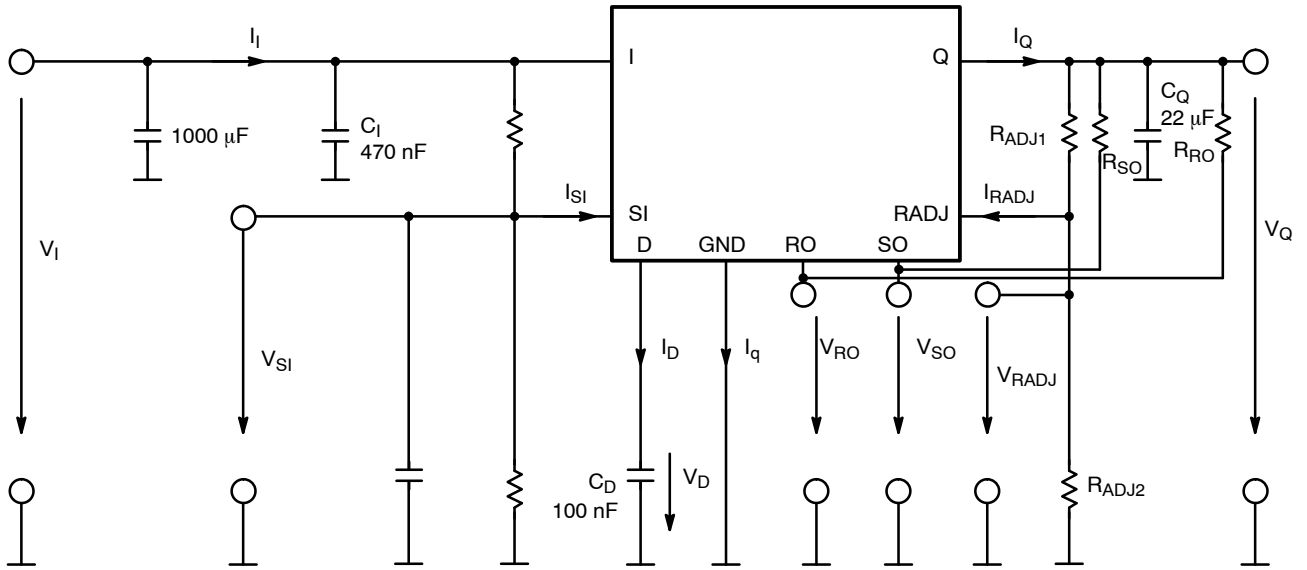 I_I
I
Q
I_Q
1000 μF
C_I
470 nF
R_ADJ1
R_SO
C_Q
22 μF
R_RO
I_SI
SI
RADJ
I_RADJ
D
GND
RO
SO
V_I
V_SI
I_D
I_q
V_RO
V_SO
V_RADJ
V_Q
C_D
100 nF
V_D
R_ADJ2